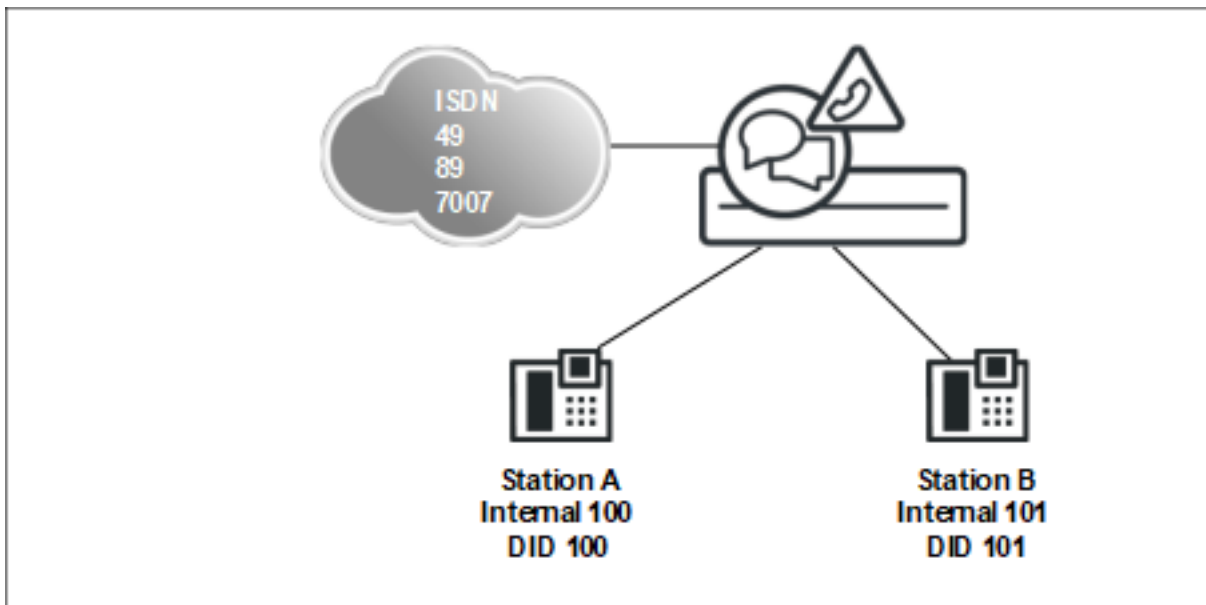 ISDN
49
89
7007
Station A
Internal 100
DID 100
Station B
Internal 101
DID 101